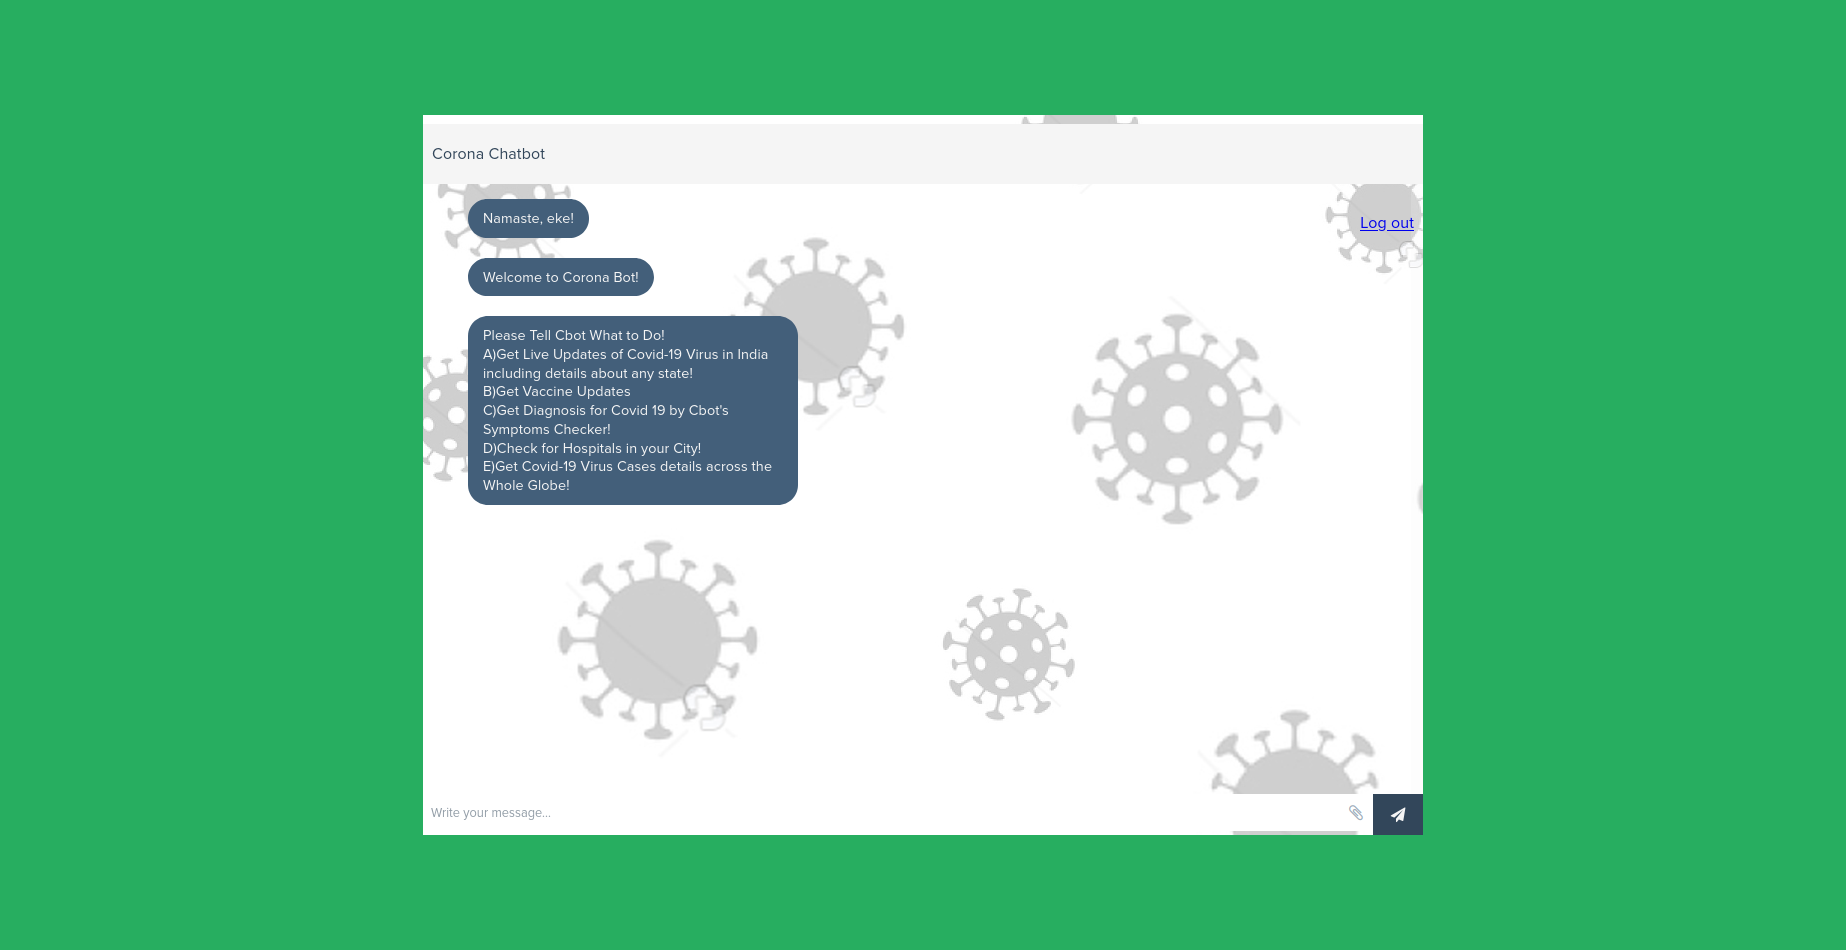 Corona Chatbot
Namaste, eke!
Log out
Welcome to Corona Bot!
Please Tell Cbot What to Do!
A)Get Live Updates of Covid-19 Virus in India
including details about any state!
B)Get Vaccine Updates
C)Get Diagnosis for Covid 19 by Cbot's
Symptoms Checker!
D)Check for Hospitals in your City!
E)Get Covid-19 Virus Cases details across the
Whole Globe!
Write your message...